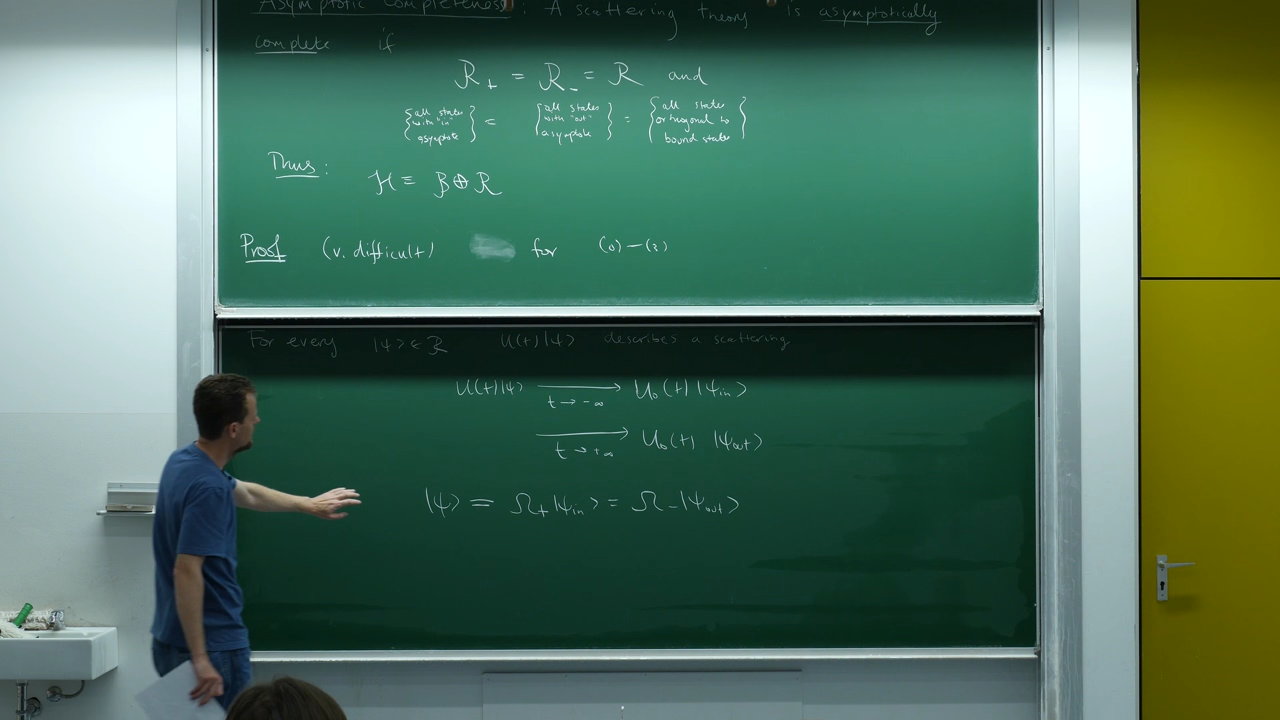 Asymptotic Completeness: A scattering theory is asymptotically
complete if
R₊ = R₋ = R and
{all states with "in" asymptote} = {all states with "out" asymptote} = {all states orthogonal to bound states}
Thus: H = B ⊕ R
Proof (v. difficult) for (0) — (3)
For every |ψ> ∈ R U(t)|ψ> describes a scattering
U(t)|ψ> ⟶ U₀(t)|ψin>
t → -∞
⟶ U₀(t) |ψout>
t → +∞
|ψ> = Ω₊|ψin> = Ω₋|ψout>